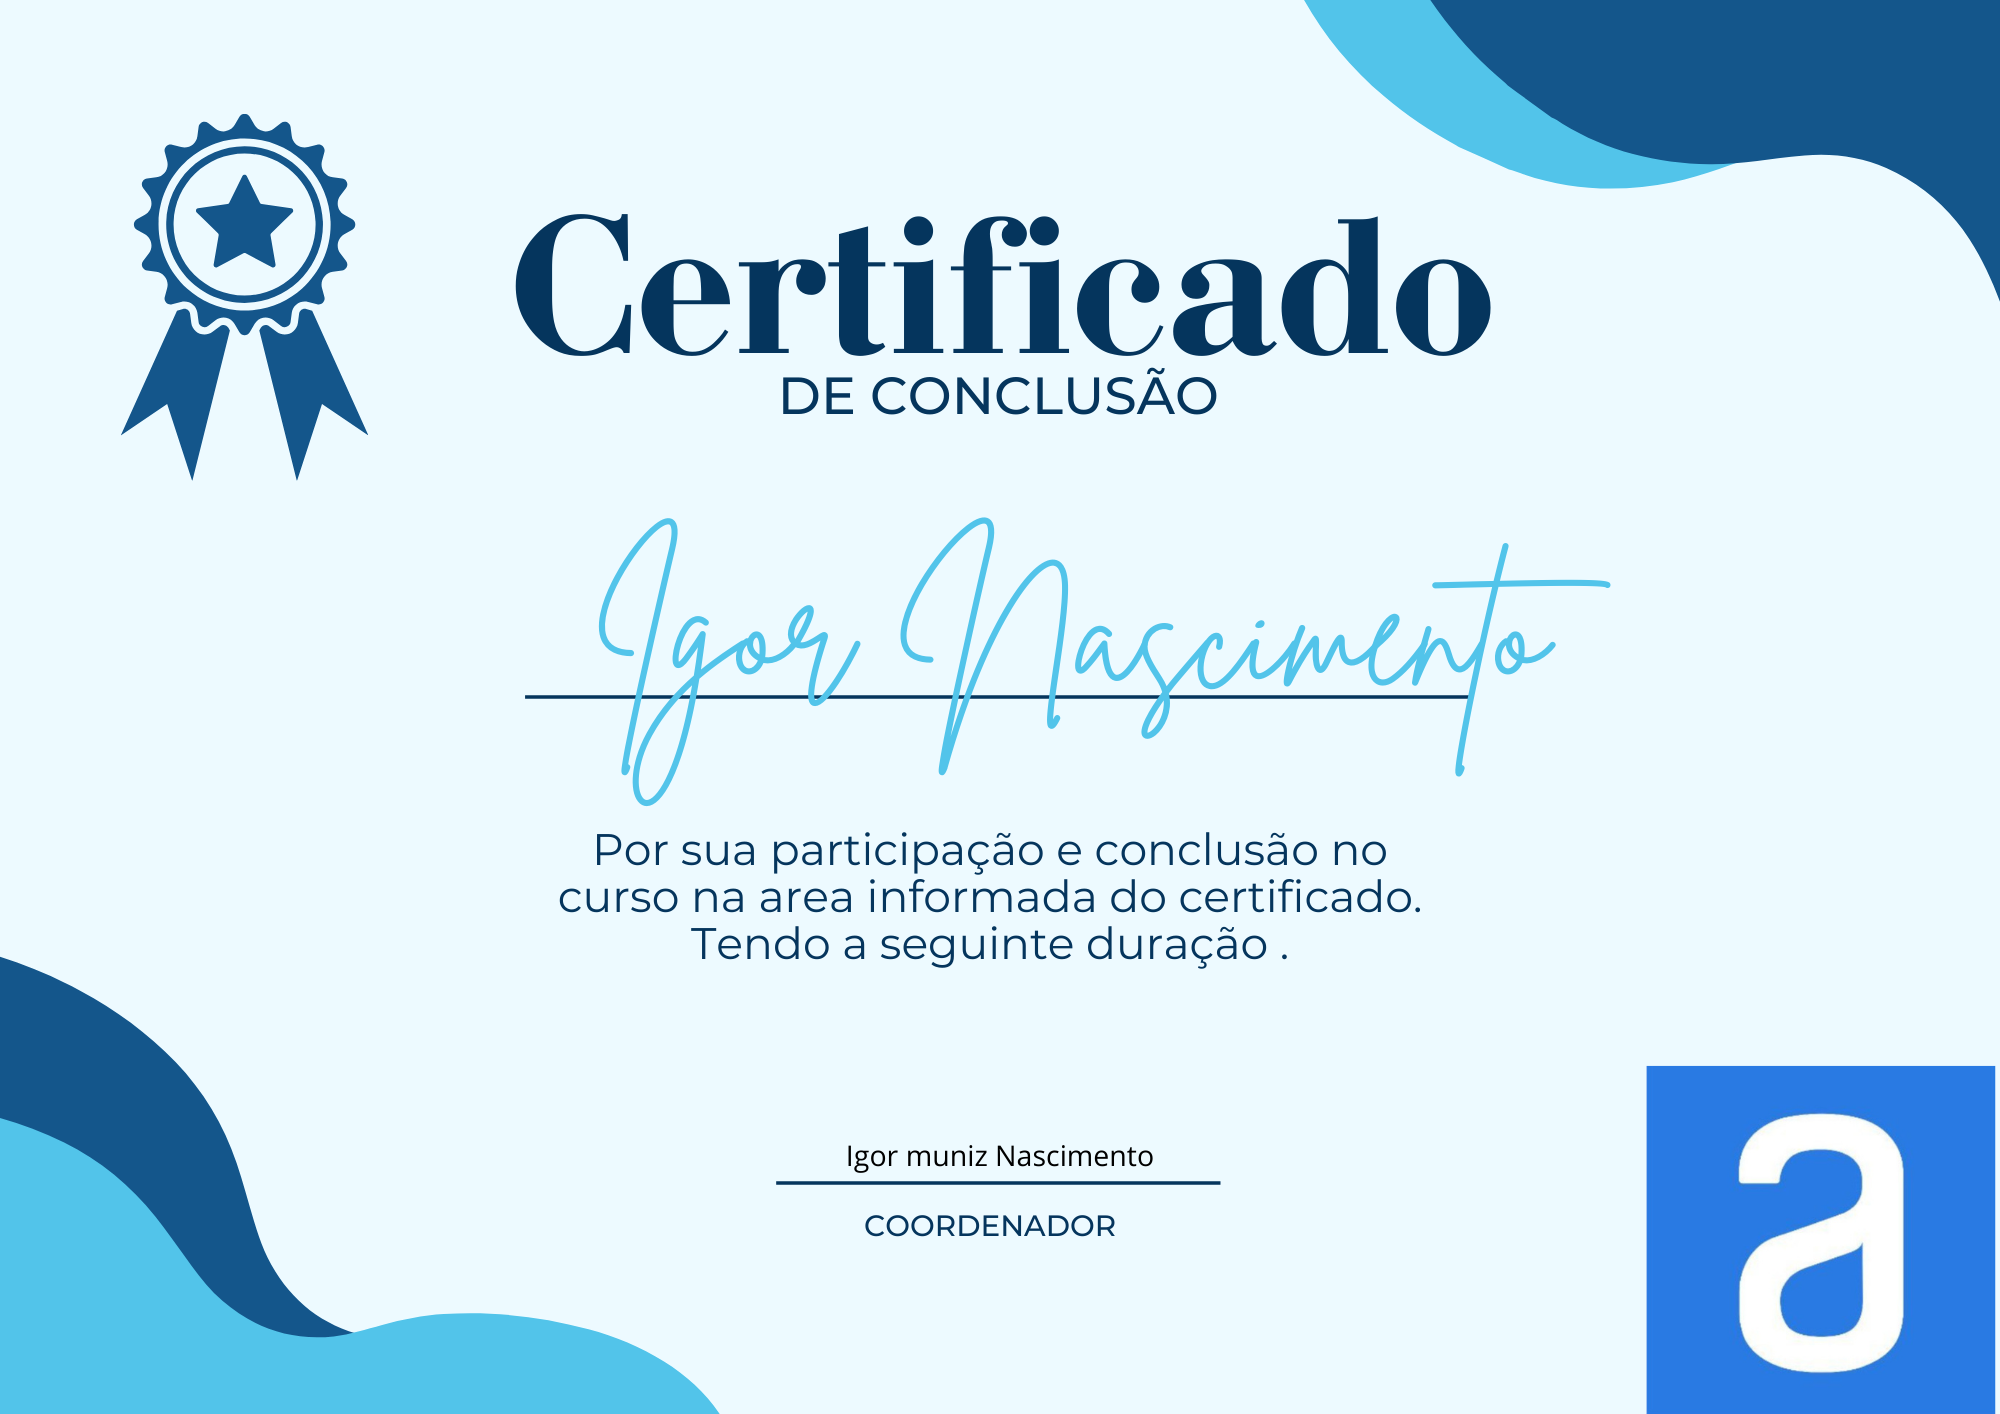 Certificado
DE CONCLUSÃO
Igor Nascimento
Por sua participação e conclusão no
curso na area informada do certificado.
Tendo a seguinte duração .
Igor muniz Nascimento
COORDENADOR
a